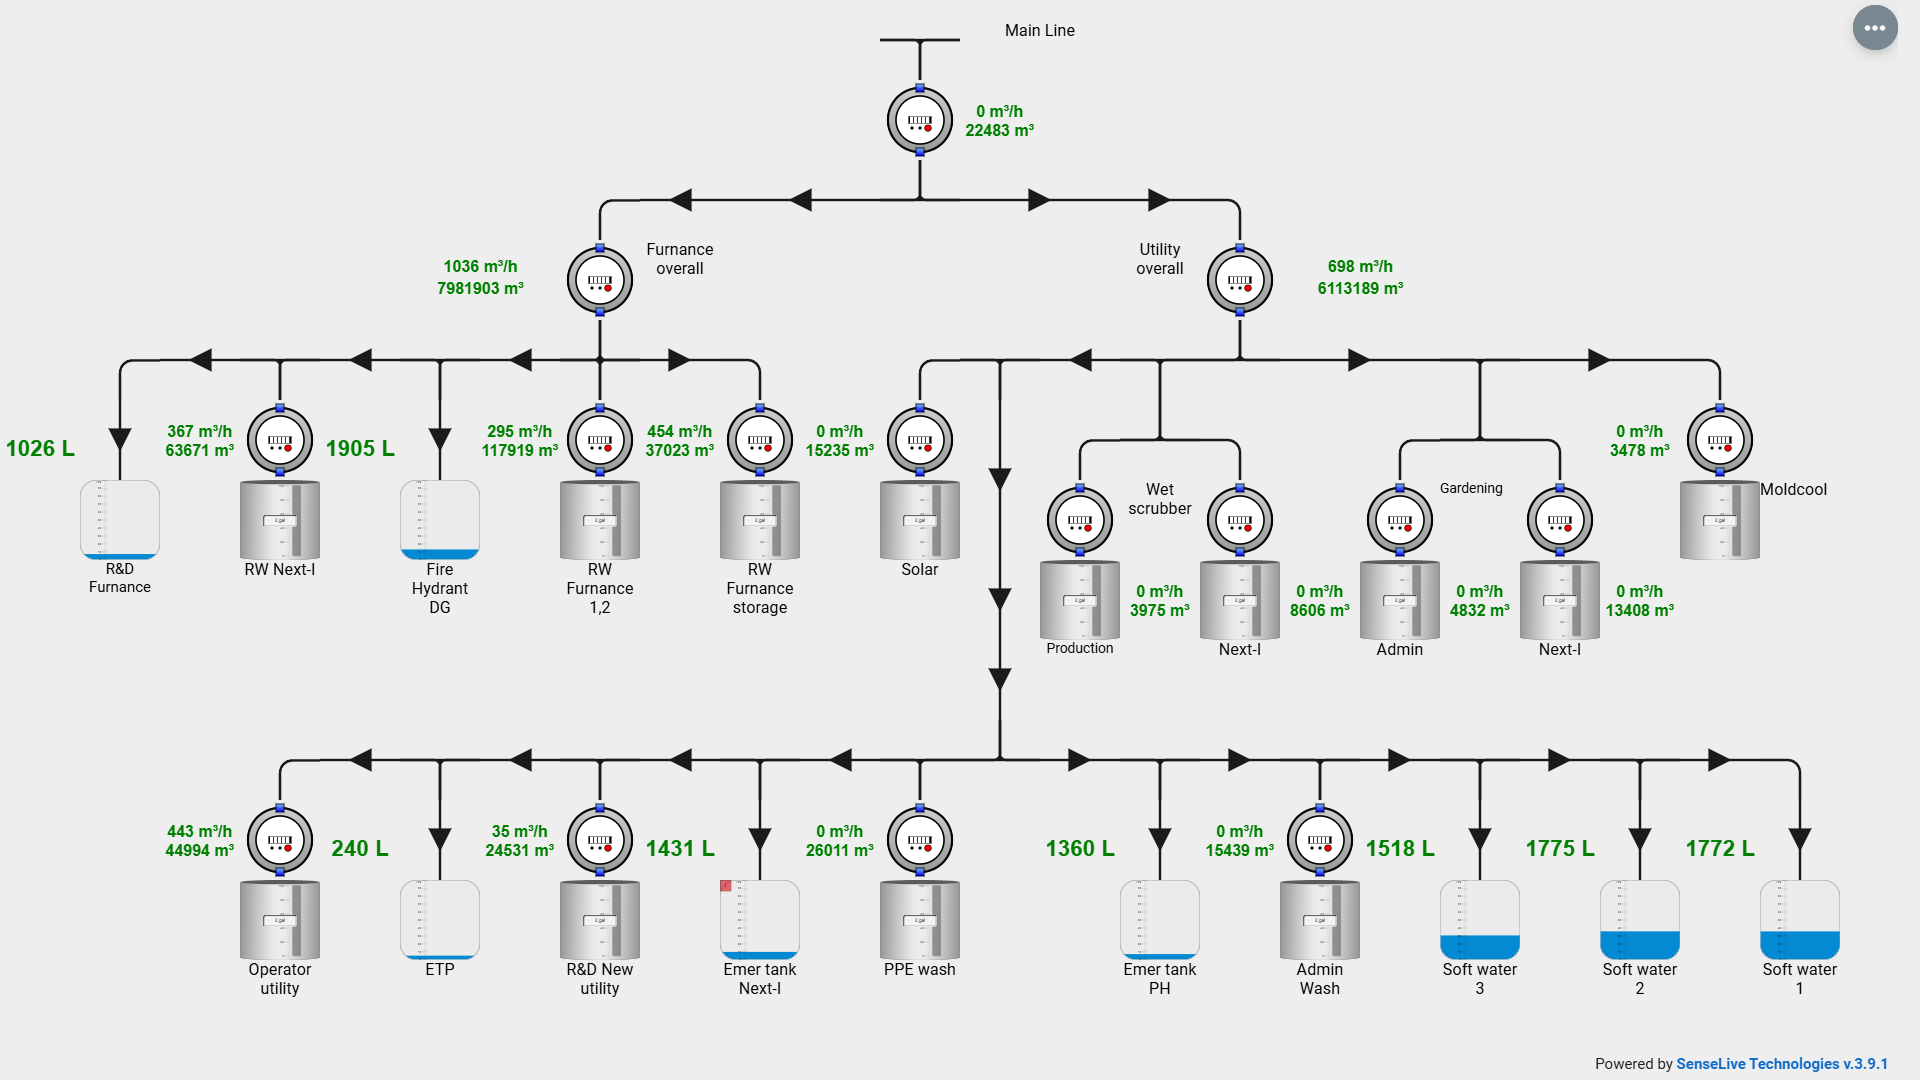 Main Line
0 m³/h
22483 m³
Furnance
overall
1036 m³/h
7981903 m³
Utility
overall
698 m³/h
6113189 m³
1026 L
367 m³/h
63671 m³
1905 L
295 m³/h
117919 m³
454 m³/h
37023 m³
0 m³/h
15235 m³
0 m³/h
3478 m³
R&D
Furnance
RW Next-I
Fire
Hydrant
DG
RW
Furnance
1,2
RW
Furnance
storage
Solar
Wet
scrubber
Gardening
Moldcool
0 m³/h
3975 m³
0 m³/h
8606 m³
0 m³/h
4832 m³
0 m³/h
13408 m³
Production
Next-I
Admin
Next-I
443 m³/h
44994 m³
240 L
35 m³/h
24531 m³
1431 L
0 m³/h
26011 m³
1360 L
0 m³/h
15439 m³
1518 L
1775 L
1772 L
Operator
utility
ETP
R&D New
utility
Emer tank
Next-I
PPE wash
Emer tank
PH
Admin
Wash
Soft water
3
Soft water
2
Soft water
1
Powered by SenseLive Technologies v.3.9.1